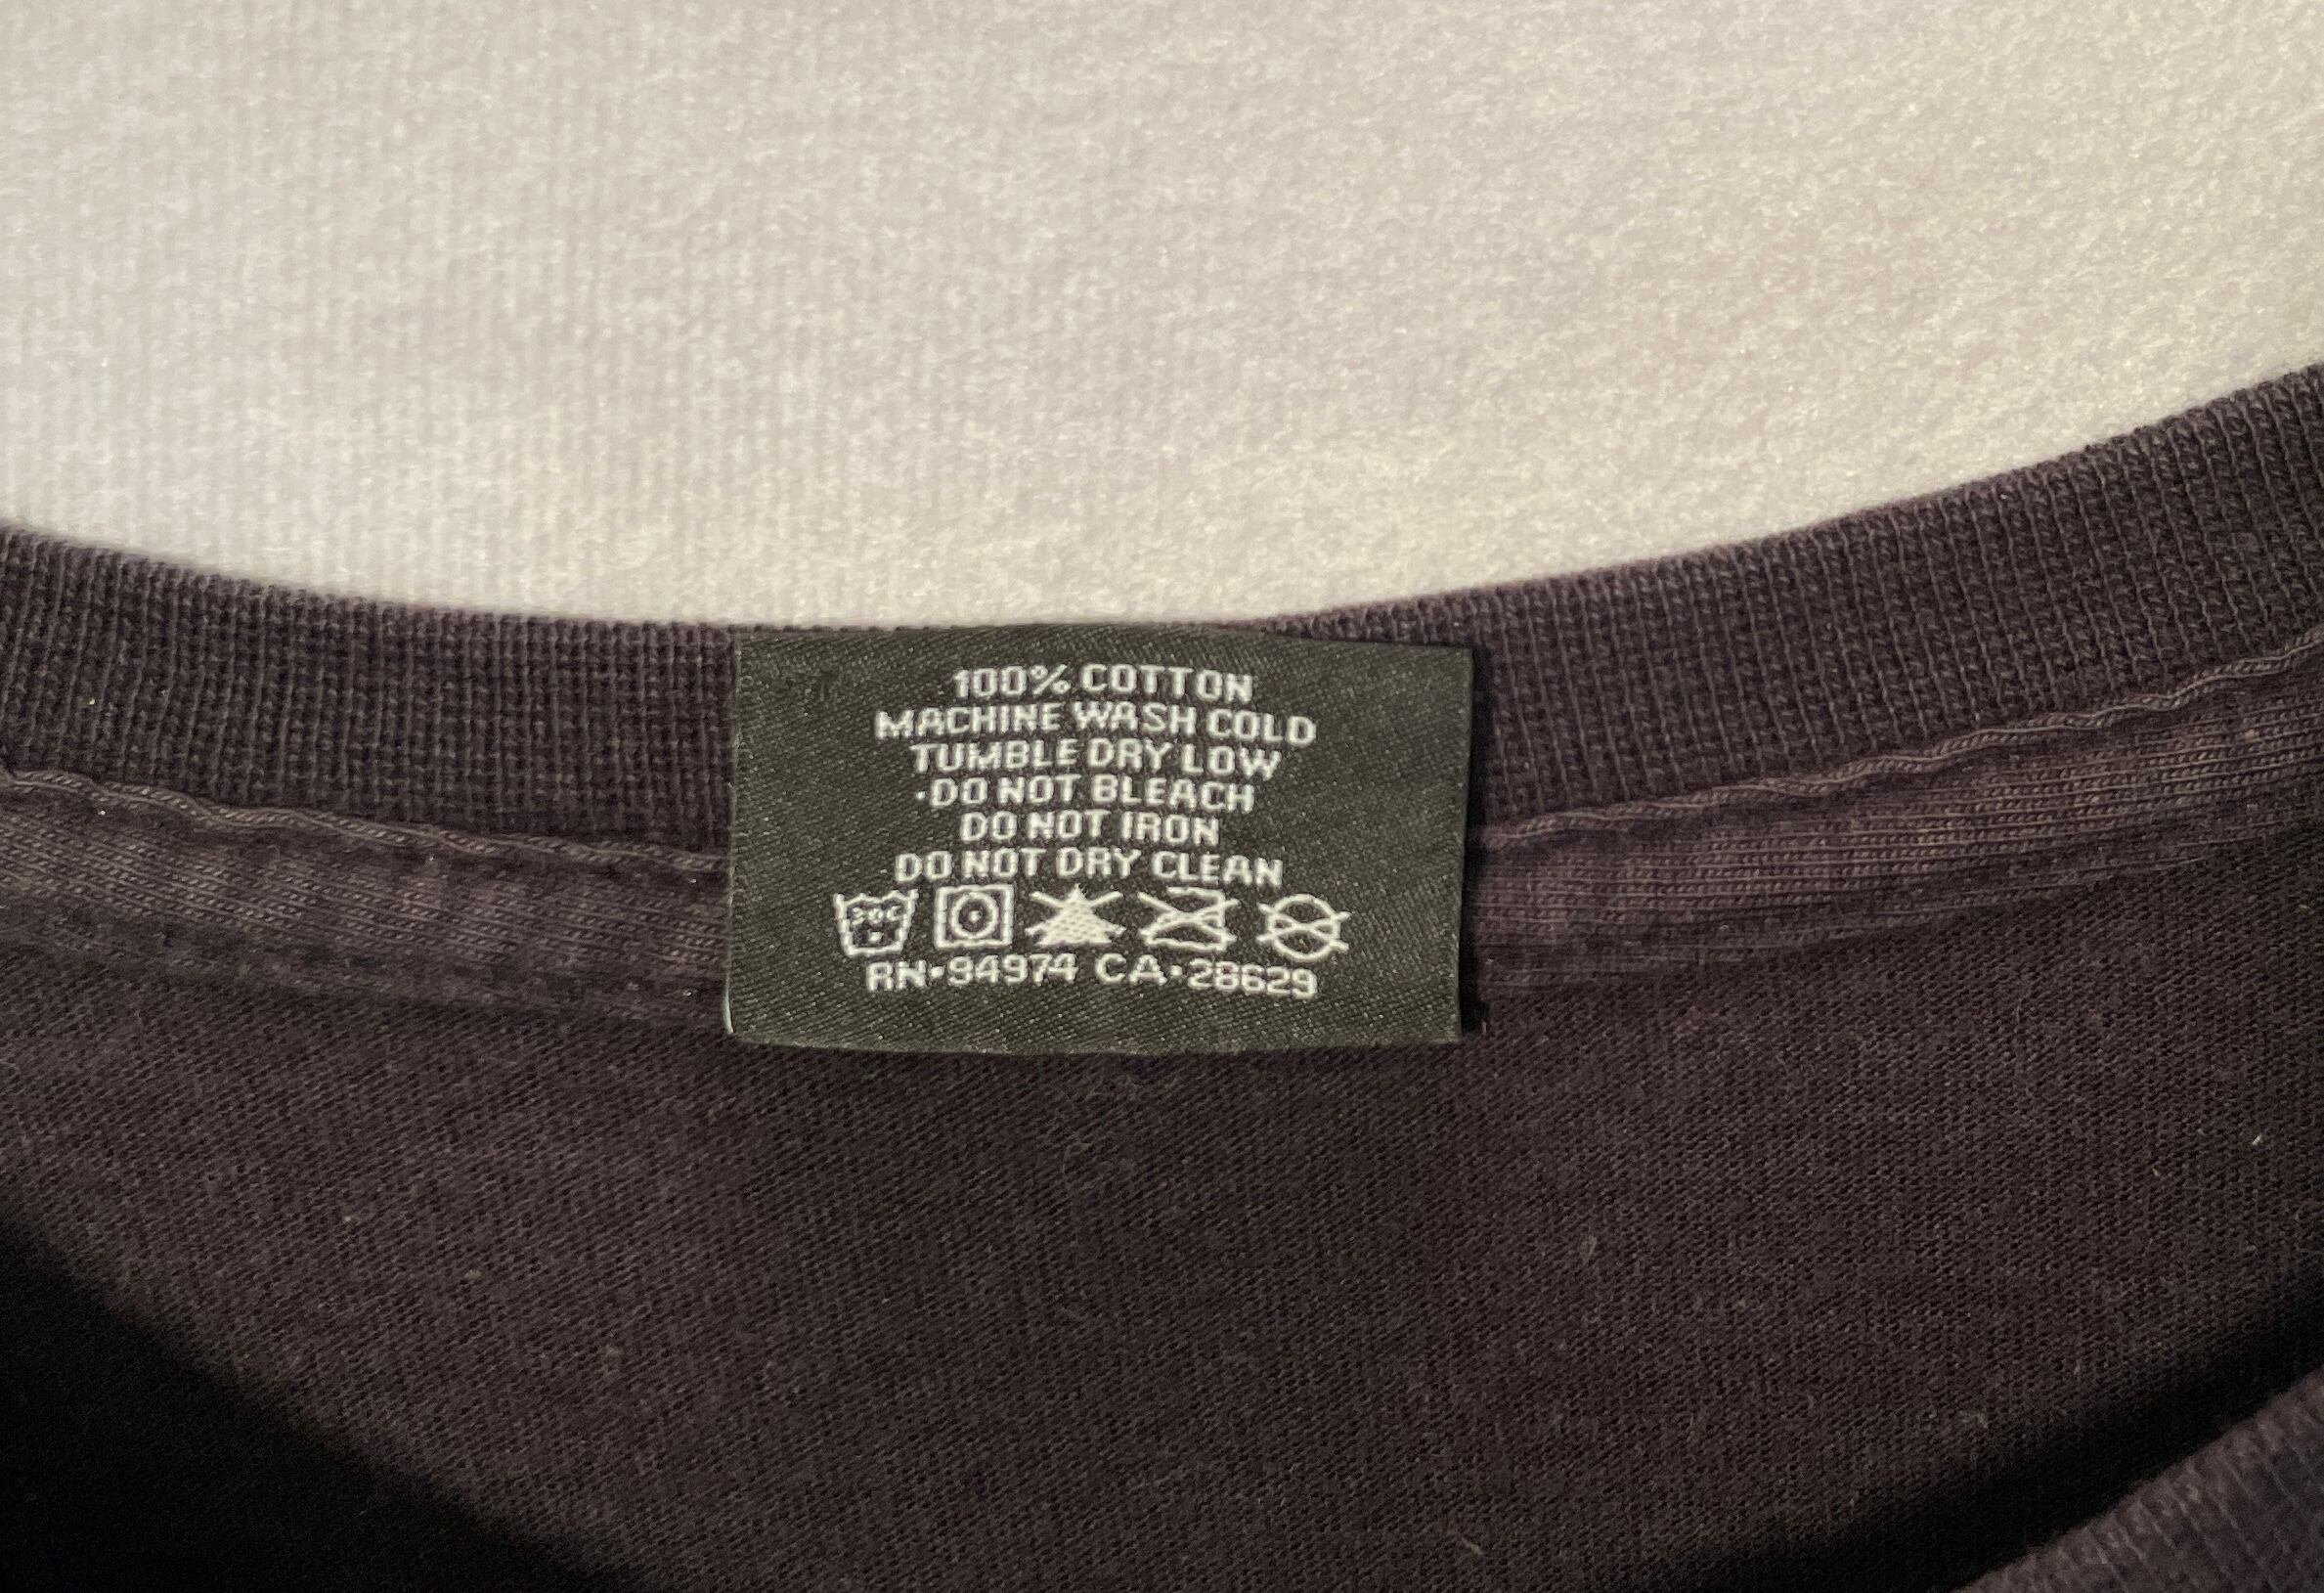 100% COTTON
MACHINE WASH COLD
TUMBLE DRY LOW
·DO NOT BLEACH
DO NOT IRON
DO NOT DRY CLEAN
30C
RN·94974 CA·28629